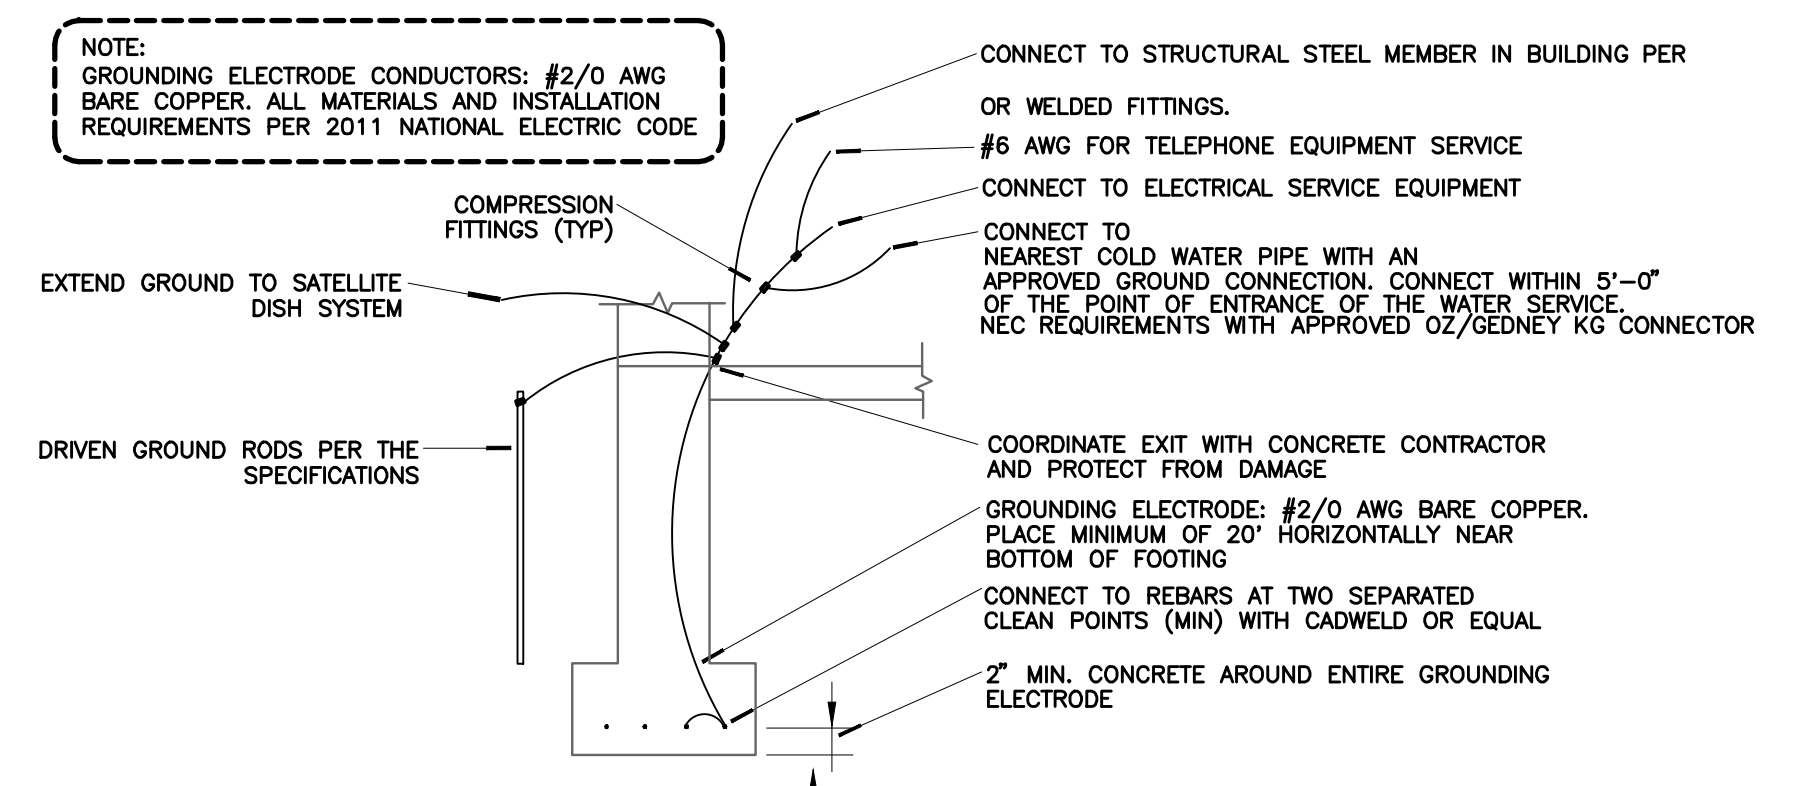 NOTE:
GROUNDING ELECTRODE CONDUCTORS: #2/0 AWG
BARE COPPER. ALL MATERIALS AND INSTALLATION
REQUIREMENTS PER 2011 NATIONAL ELECTRIC CODE
COMPRESSION
FITTINGS (TYP)
EXTEND GROUND TO SATELLITE
DISH SYSTEM
DRIVEN GROUND RODS PER THE
SPECIFICATIONS
CONNECT TO STRUCTURAL STEEL MEMBER IN BUILDING PER
OR WELDED FITTINGS.
#6 AWG FOR TELEPHONE EQUIPMENT SERVICE
CONNECT TO ELECTRICAL SERVICE EQUIPMENT
CONNECT TO
NEAREST COLD WATER PIPE WITH AN
APPROVED GROUND CONNECTION. CONNECT WITHIN 5'-0"
OF THE POINT OF ENTRANCE OF THE WATER SERVICE.
NEC REQUIREMENTS WITH APPROVED OZ/GEDNEY KG CONNECTOR
COORDINATE EXIT WITH CONCRETE CONTRACTOR
AND PROTECT FROM DAMAGE
GROUNDING ELECTRODE: #2/0 AWG BARE COPPER.
PLACE MINIMUM OF 20' HORIZONTALLY NEAR
BOTTOM OF FOOTING
CONNECT TO REBARS AT TWO SEPARATED
CLEAN POINTS (MIN) WITH CADWELD OR EQUAL
2" MIN. CONCRETE AROUND ENTIRE GROUNDING
ELECTRODE